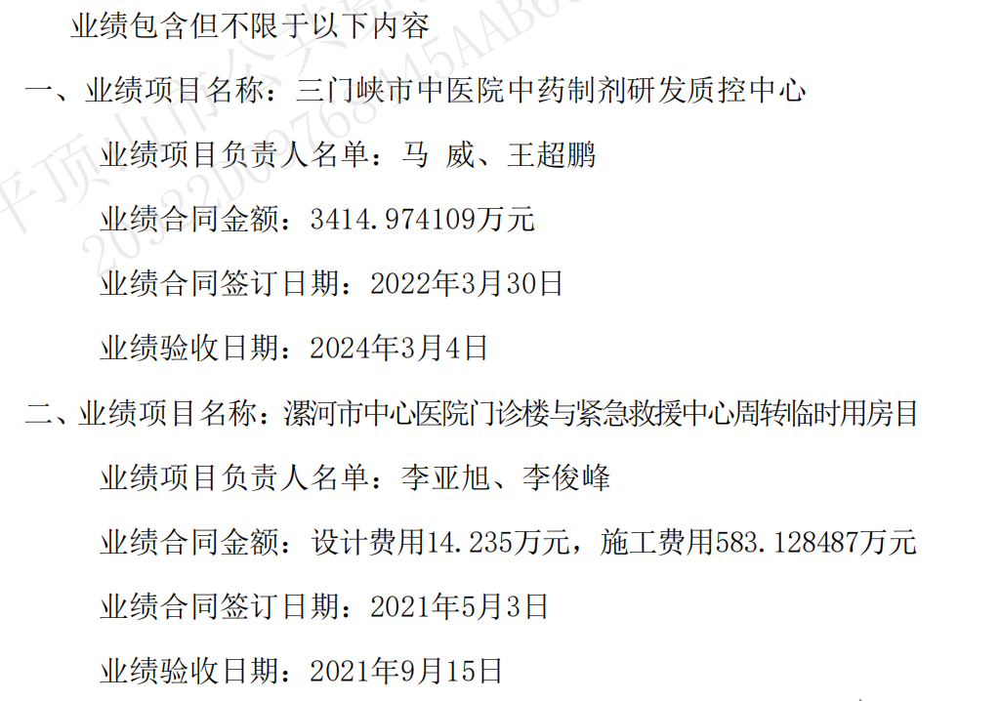 业绩包含但不限于以下内容
一、业绩项目名称：三门峡市中医院中药制剂研发质控中心
业绩项目负责人名单：马 威、王超鹏
业绩合同金额：3414.974109万元
业绩合同签订日期：2022年3月30日
业绩验收日期：2024年3月4日
二、业绩项目名称：漯河市中心医院门诊楼与紧急救援中心周转临时用房目
业绩项目负责人名单：李亚旭、李俊峰
业绩合同金额：设计费用14.235万元，施工费用583.128487万元
业绩合同签订日期：2021年5月3日
业绩验收日期：2021年9月15日
平顶山市公共